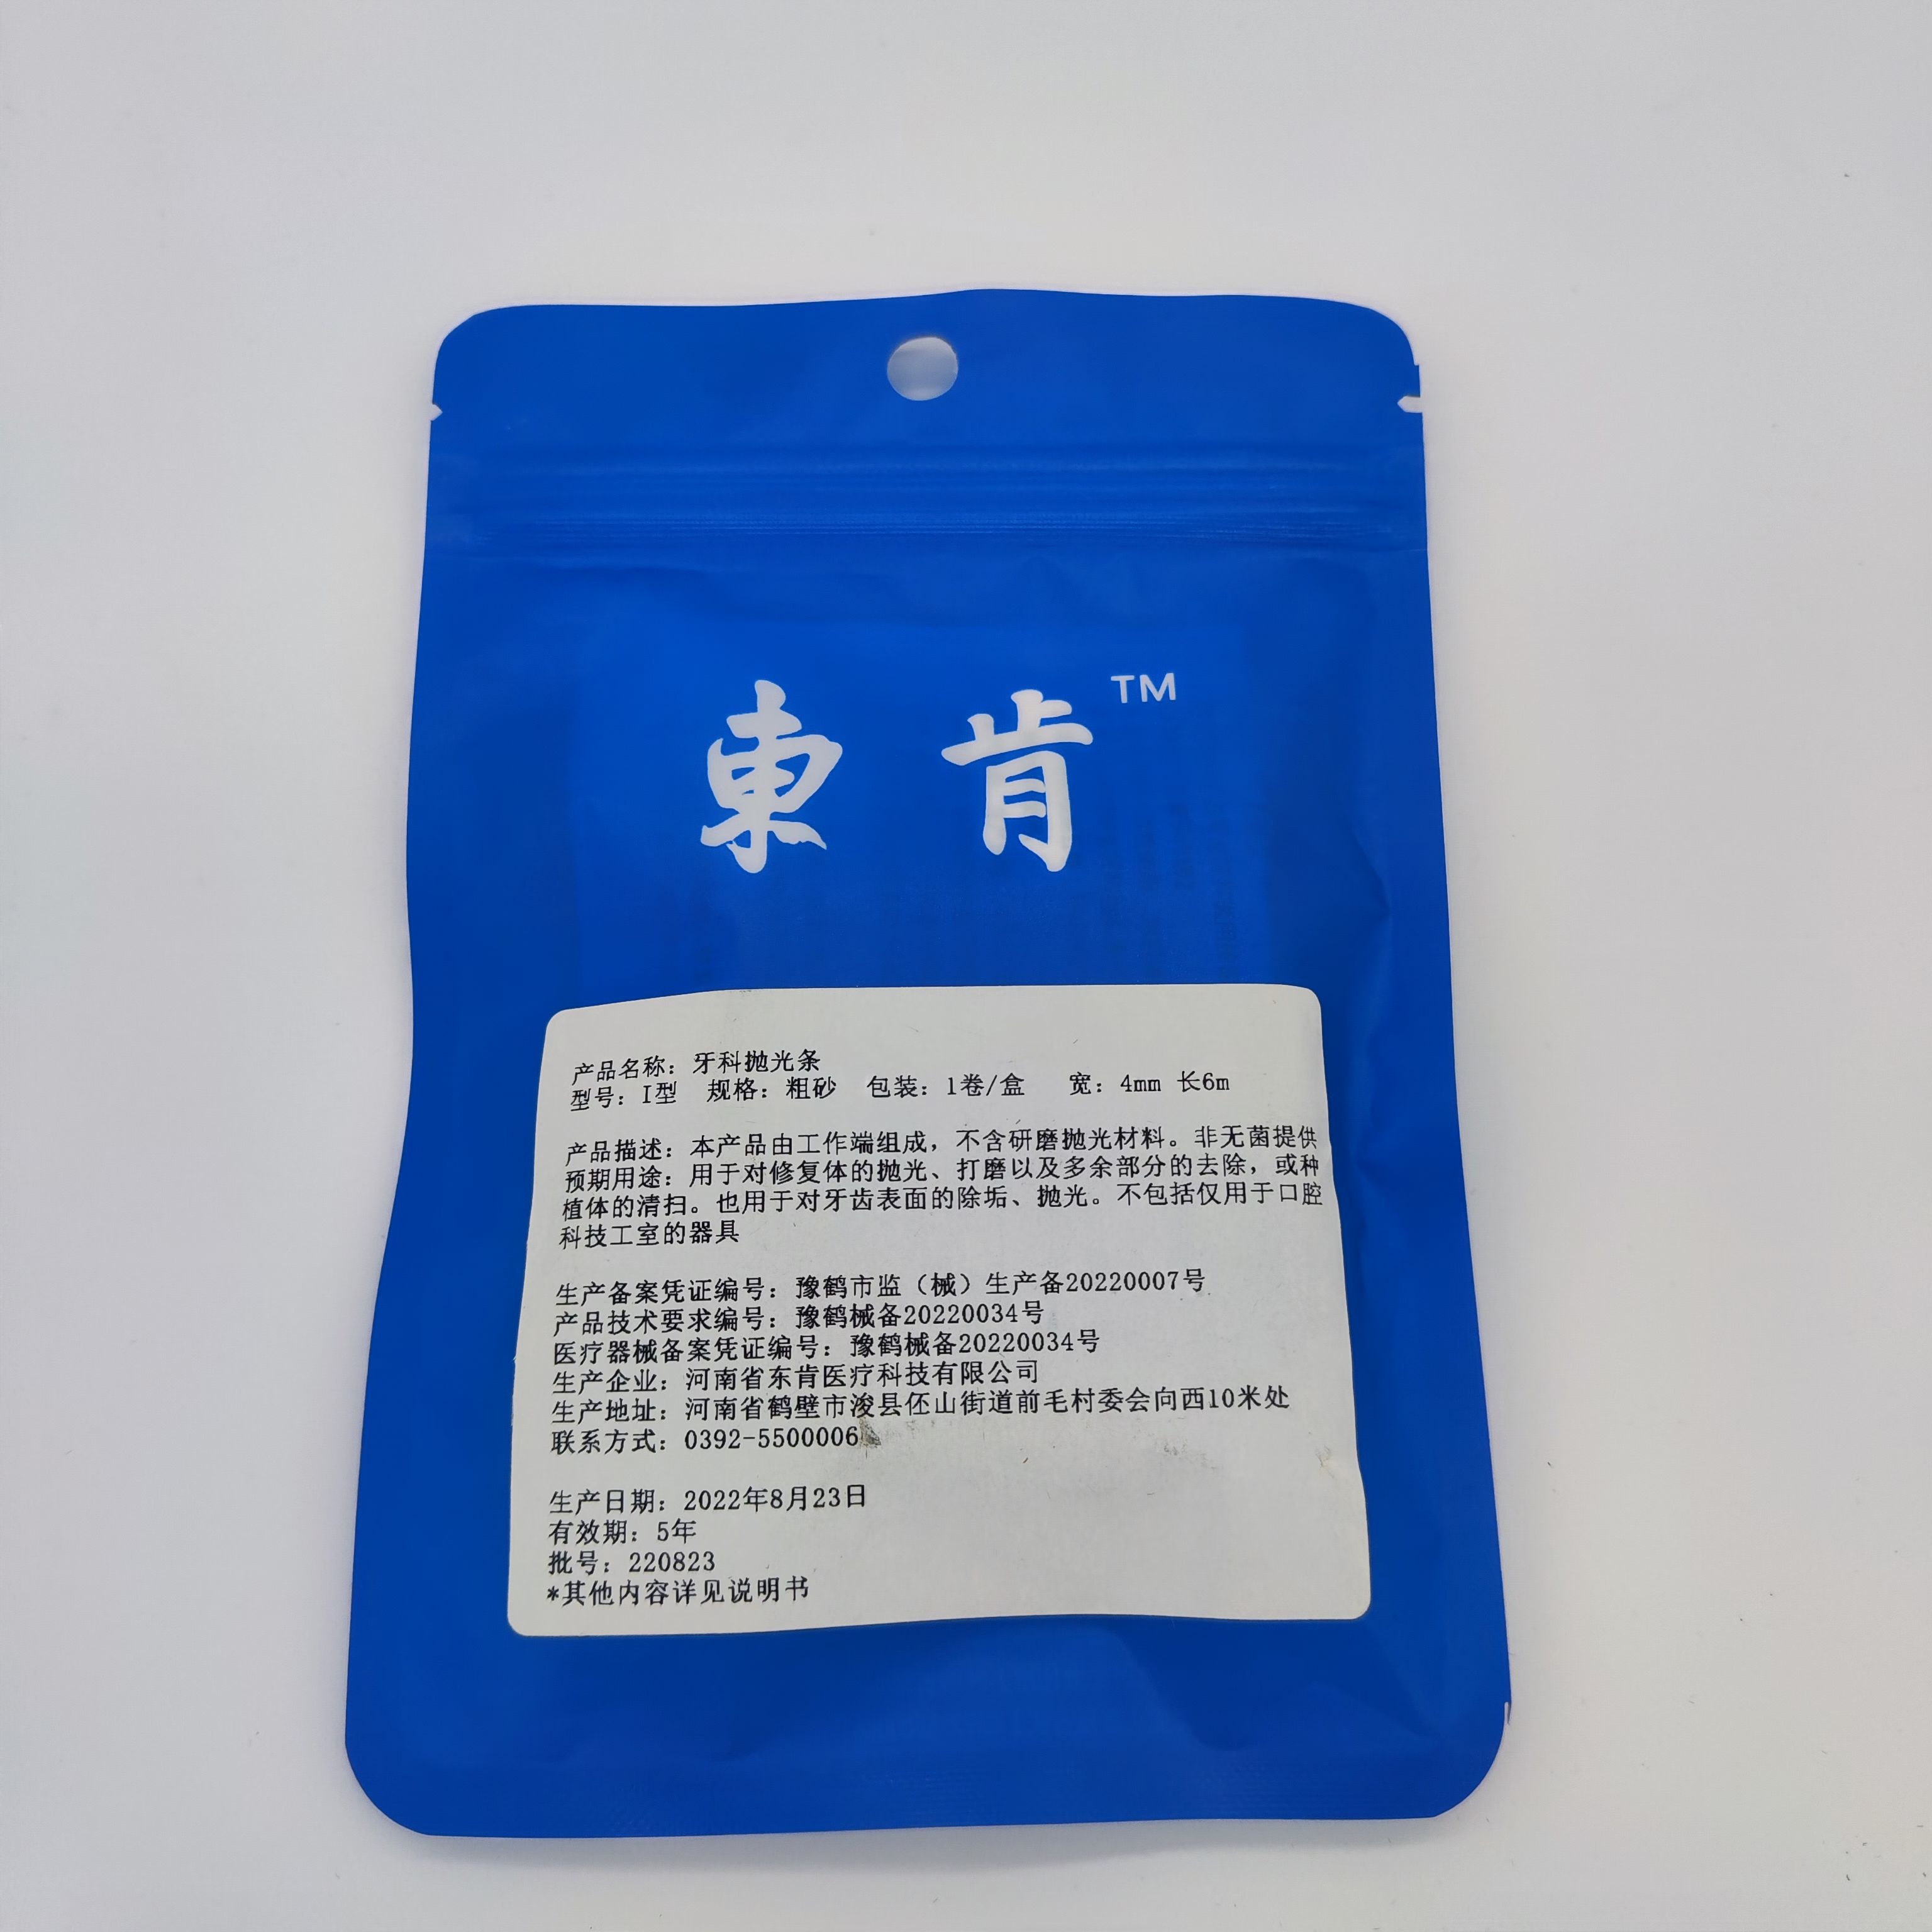 東肯TM
产品名称：牙科抛光条
型号：I型 规格：粗砂 包装：1卷/盒 宽：4mm 长6m
产品描述：本产品由工作端组成，不含研磨抛光材料。非无菌提供
预期用途：用于对修复体的抛光、打磨以及多余部分的去除，或种
植体的清扫。也用于对牙齿表面的除垢、抛光。不包括仅用于口腔
科技工室的器具
生产备案凭证编号：豫鹤市监（械）生产备20220007号
产品技术要求编号：豫鹤械备20220034号
医疗器械备案凭证编号：豫鹤械备20220034号
生产企业：河南省东肯医疗科技有限公司
生产地址：河南省鹤壁市浚县伾山街道前毛村委会向西10米处
联系方式：0392-5500006
生产日期：2022年8月23日
有效期：5年
批号：220823
*其他内容详见说明书